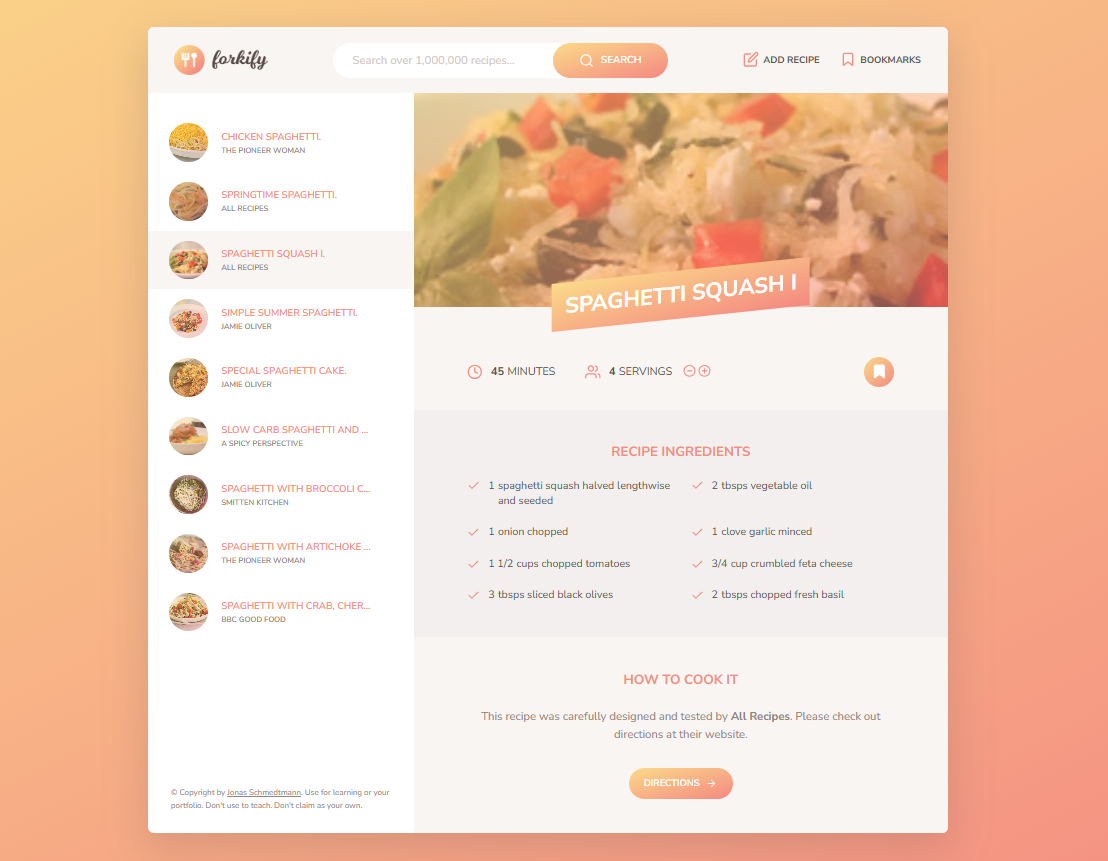 forkify
Search over 1,000,000 recipes...
SEARCH
ADD RECIPE
BOOKMARKS
CHICKEN SPAGHETTI.
THE PIONEER WOMAN
SPRINGTIME SPAGHETTI.
ALL RECIPES
SPAGHETTI SQUASH I.
ALL RECIPES
SIMPLE SUMMER SPAGHETTI.
JAMIE OLIVER
SPECIAL SPAGHETTI CAKE.
JAMIE OLIVER
SLOW CARB SPAGHETTI AND ...
A SPICY PERSPECTIVE
SPAGHETTI WITH BROCCOLI C...
SMITTEN KITCHEN
SPAGHETTI WITH ARTICHOKE ...
THE PIONEER WOMAN
SPAGHETTI WITH CRAB, CHER...
BBC GOOD FOOD
© Copyright by Jonas Schmedtmann. Use for learning or your
portfolio. Don't use to teach. Don't claim as your own.
SPAGHETTI SQUASH I
45 MINUTES
4 SERVINGS
RECIPE INGREDIENTS
1 spaghetti squash halved lengthwise
and seeded
2 tbsps vegetable oil
1 onion chopped
1 clove garlic minced
1 1/2 cups chopped tomatoes
3/4 cup crumbled feta cheese
3 tbsps sliced black olives
2 tbsps chopped fresh basil
HOW TO COOK IT
This recipe was carefully designed and tested by All Recipes. Please check out
directions at their website.
DIRECTIONS →